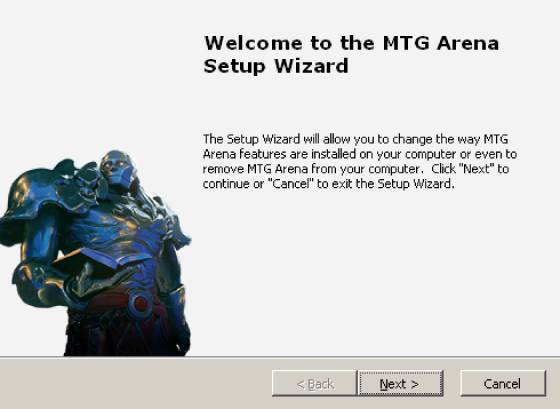 Welcome to the MTG Arena
Setup Wizard
The Setup Wizard will allow you to change the way MTG
Arena features are installed on your computer or even to
remove MTG Arena from your computer.  Click "Next" to
continue or "Cancel" to exit the Setup Wizard.
< Back
Next >
Cancel